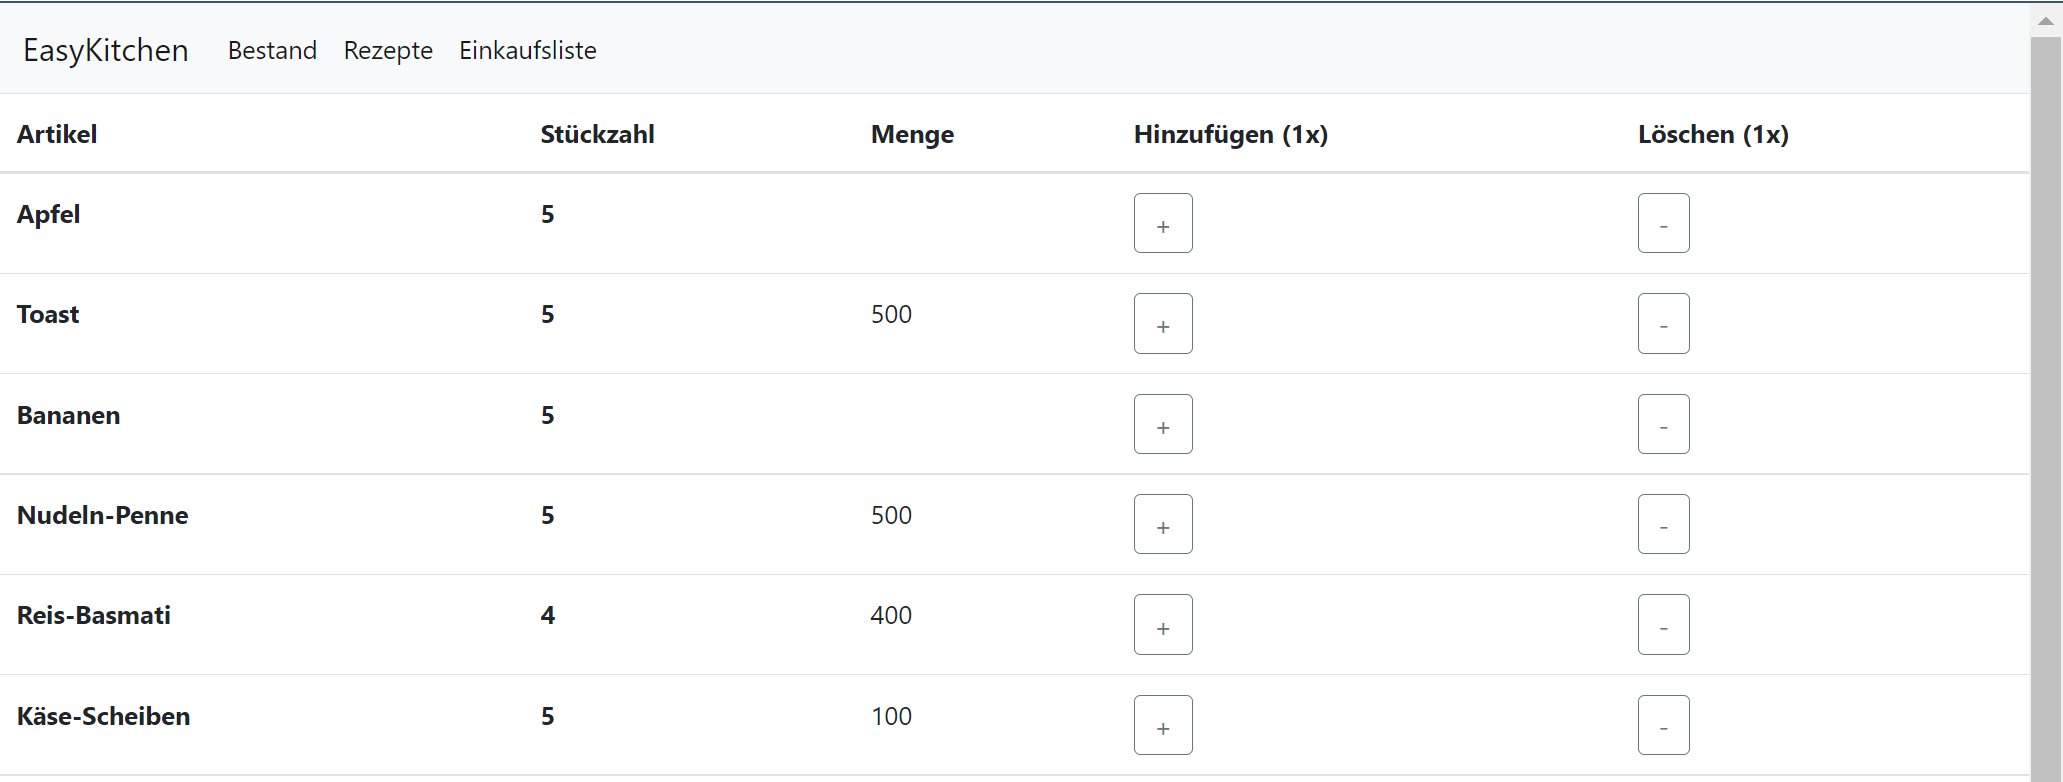 EasyKitchen Bestand Rezepte Einkaufsliste
Artikel Stückzahl Menge Hinzufügen (1x) Löschen (1x)
Apfel 5 + -
Toast 5 500 + -
Bananen 5 + -
Nudeln-Penne 5 500 + -
Reis-Basmati 4 400 + -
Käse-Scheiben 5 100 + -